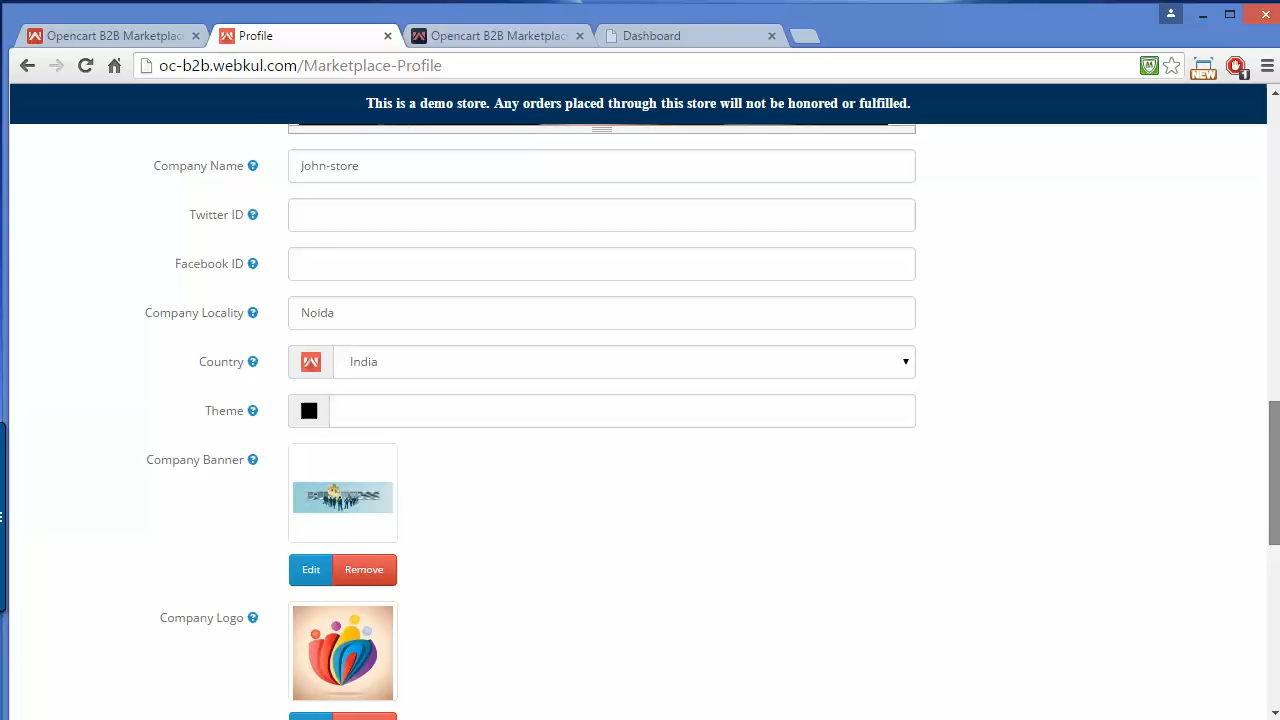 Opencart B2B Marketplac
Profile
Opencart B2B Marketplac
Dashboard
oc-b2b.webkul.com/Marketplace-Profile
NEW
1
This is a demo store. Any orders placed through this store will not be honored or fulfilled.
Company Name
John-store
Twitter ID
Facebook ID
Company Locality
Noida
Country
India
Theme
Company Banner
Edit
Remove
Company Logo